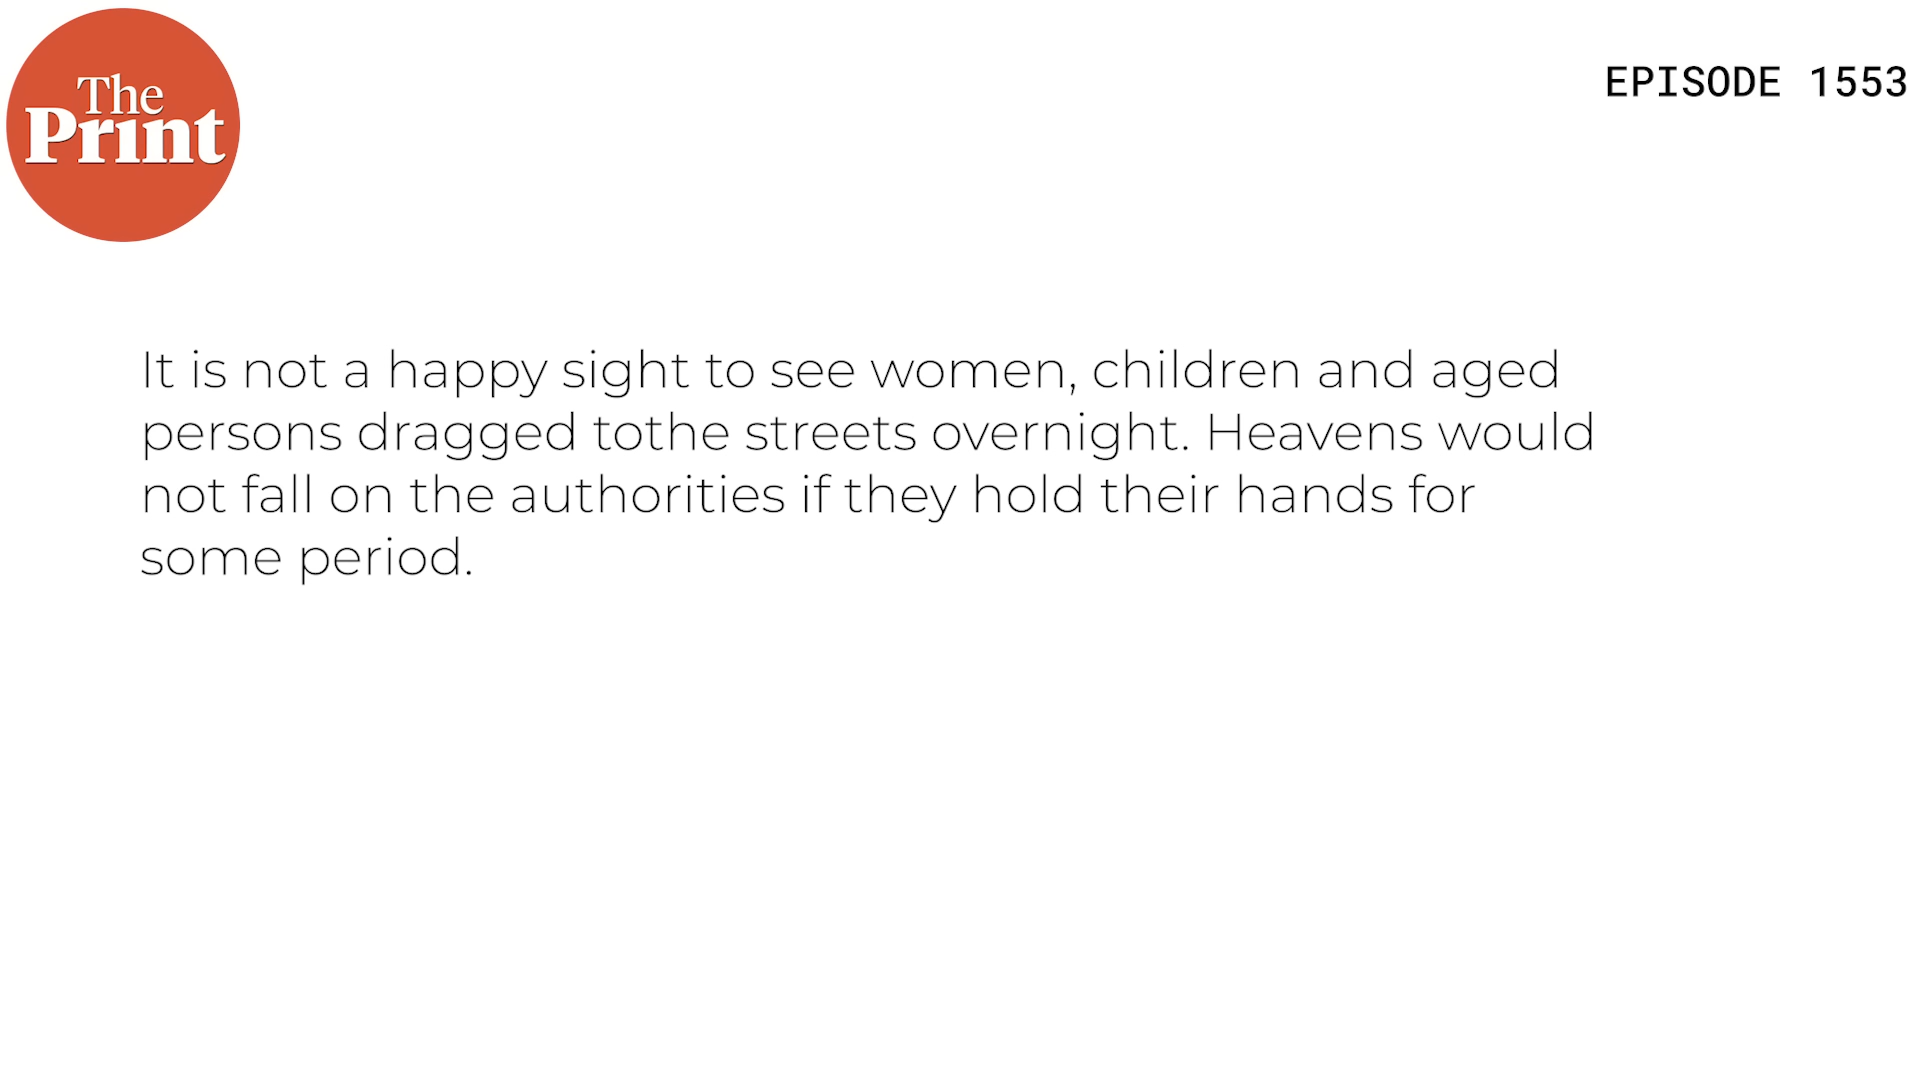 The
Print
EPISODE 1553
It is not a happy sight to see women, children and aged
persons dragged tothe streets overnight. Heavens would
not fall on the authorities if they hold their hands for
some period.